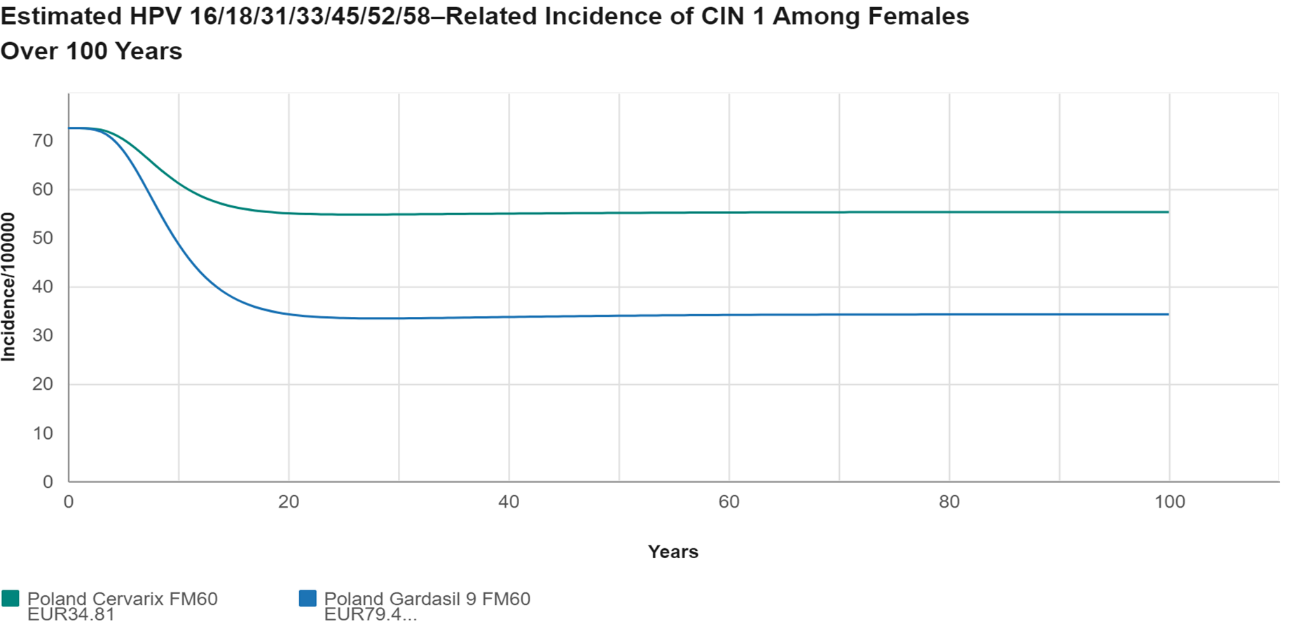 Estimated HPV 16/18/31/33/45/52/58–Related Incidence of CIN 1 Among Females
Over 100 Years
Incidence/100000
70
60
50
40
30
20
10
0
0 20 40 60 80 100
Years
Poland Cervarix FM60 Poland Gardasil 9 FM60
EUR34.81 EUR79.4...